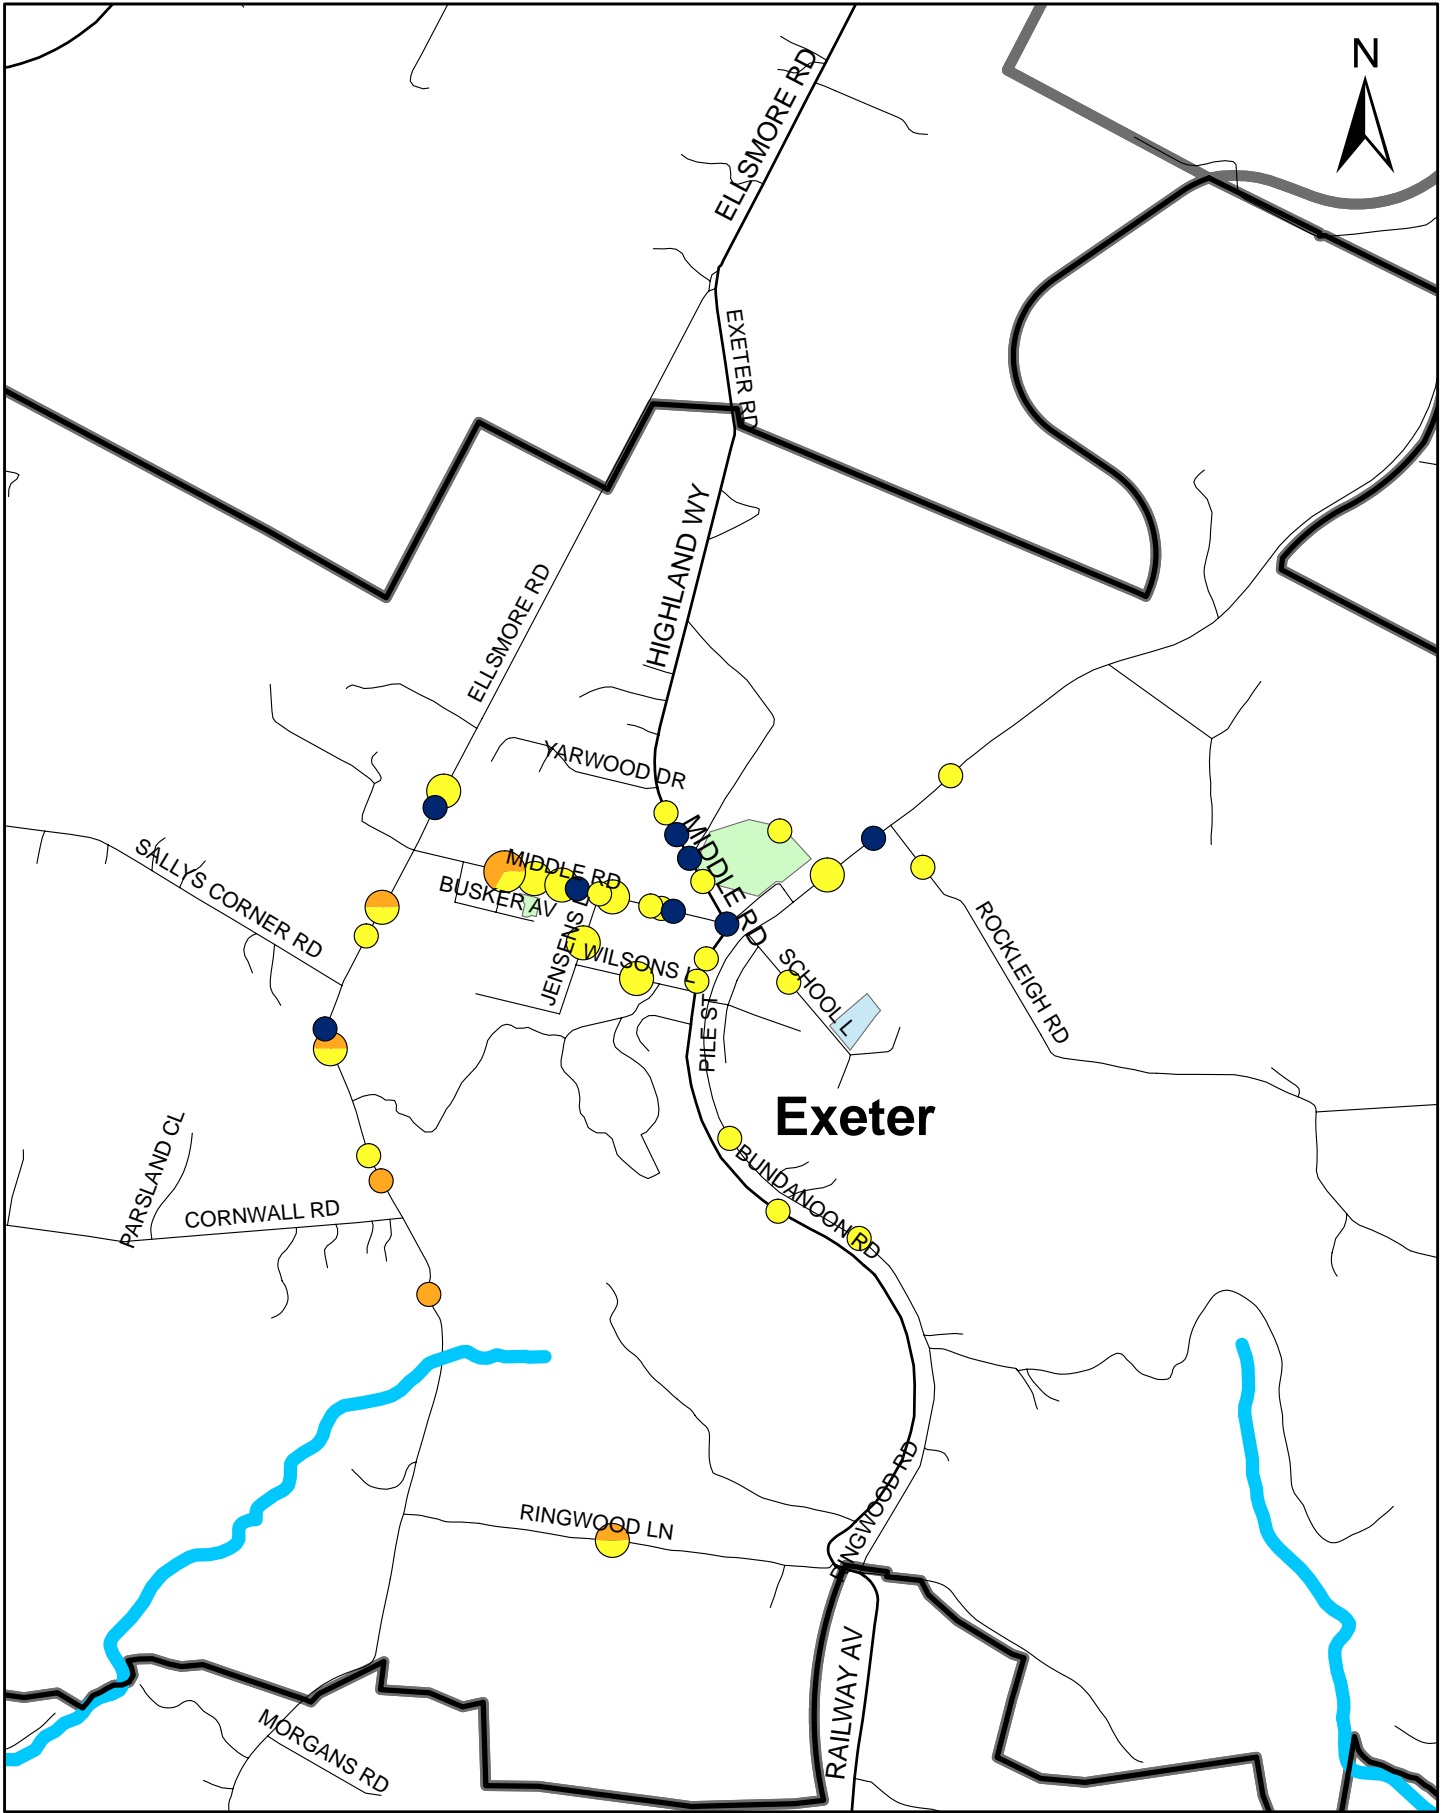 N
ELLSMORE RD
EXETER RD
HIGHLAND WY
ELLSMORE RD
YARWOOD DR
MIDDLE RD
SALLYS CORNER RD
MIDDLE RD
BUSKER AV
JENSENS L
WILSONS L
SCHOOL L
ROCKLEIGH RD
PILE ST
Exeter
PARSLAND CL
CORNWALL RD
BUNDANOON RD
RINGWOOD RD
RINGWOOD LN
RAILWAY AV
MORGANS RD